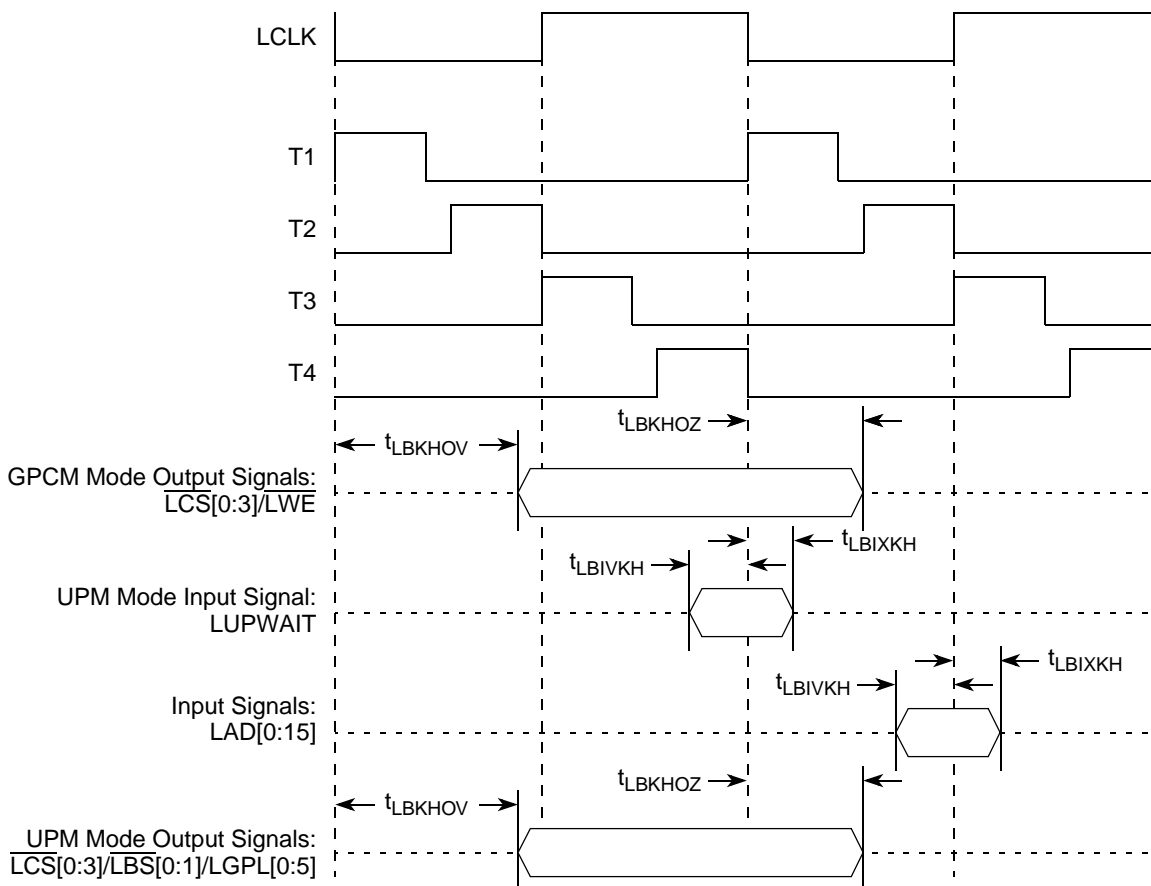 LCLK
T1
T2
T3
T4
tLBKHOZ
tLBKHOV
GPCM Mode Output Signals:
LCS[0:3]/LWE
tLBIXKH
tLBIVKH
UPM Mode Input Signal:
LUPWAIT
tLBIXKH
tLBIVKH
Input Signals:
LAD[0:15]
tLBKHOZ
tLBKHOV
UPM Mode Output Signals:
LCS[0:3]/LBS[0:1]/LGPL[0:5]